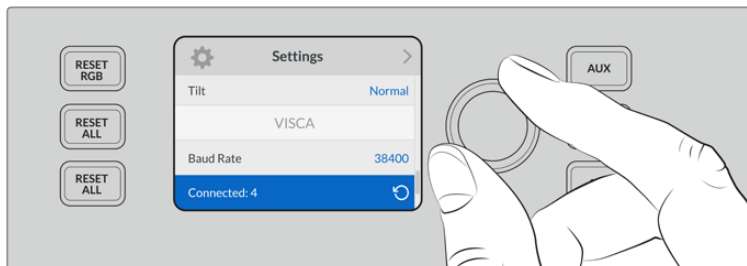 RESET
RGB
RESET
ALL
RESET
ALL
Settings
Tilt Normal
VISCA
Baud Rate 38400
Connected: 4
AUX